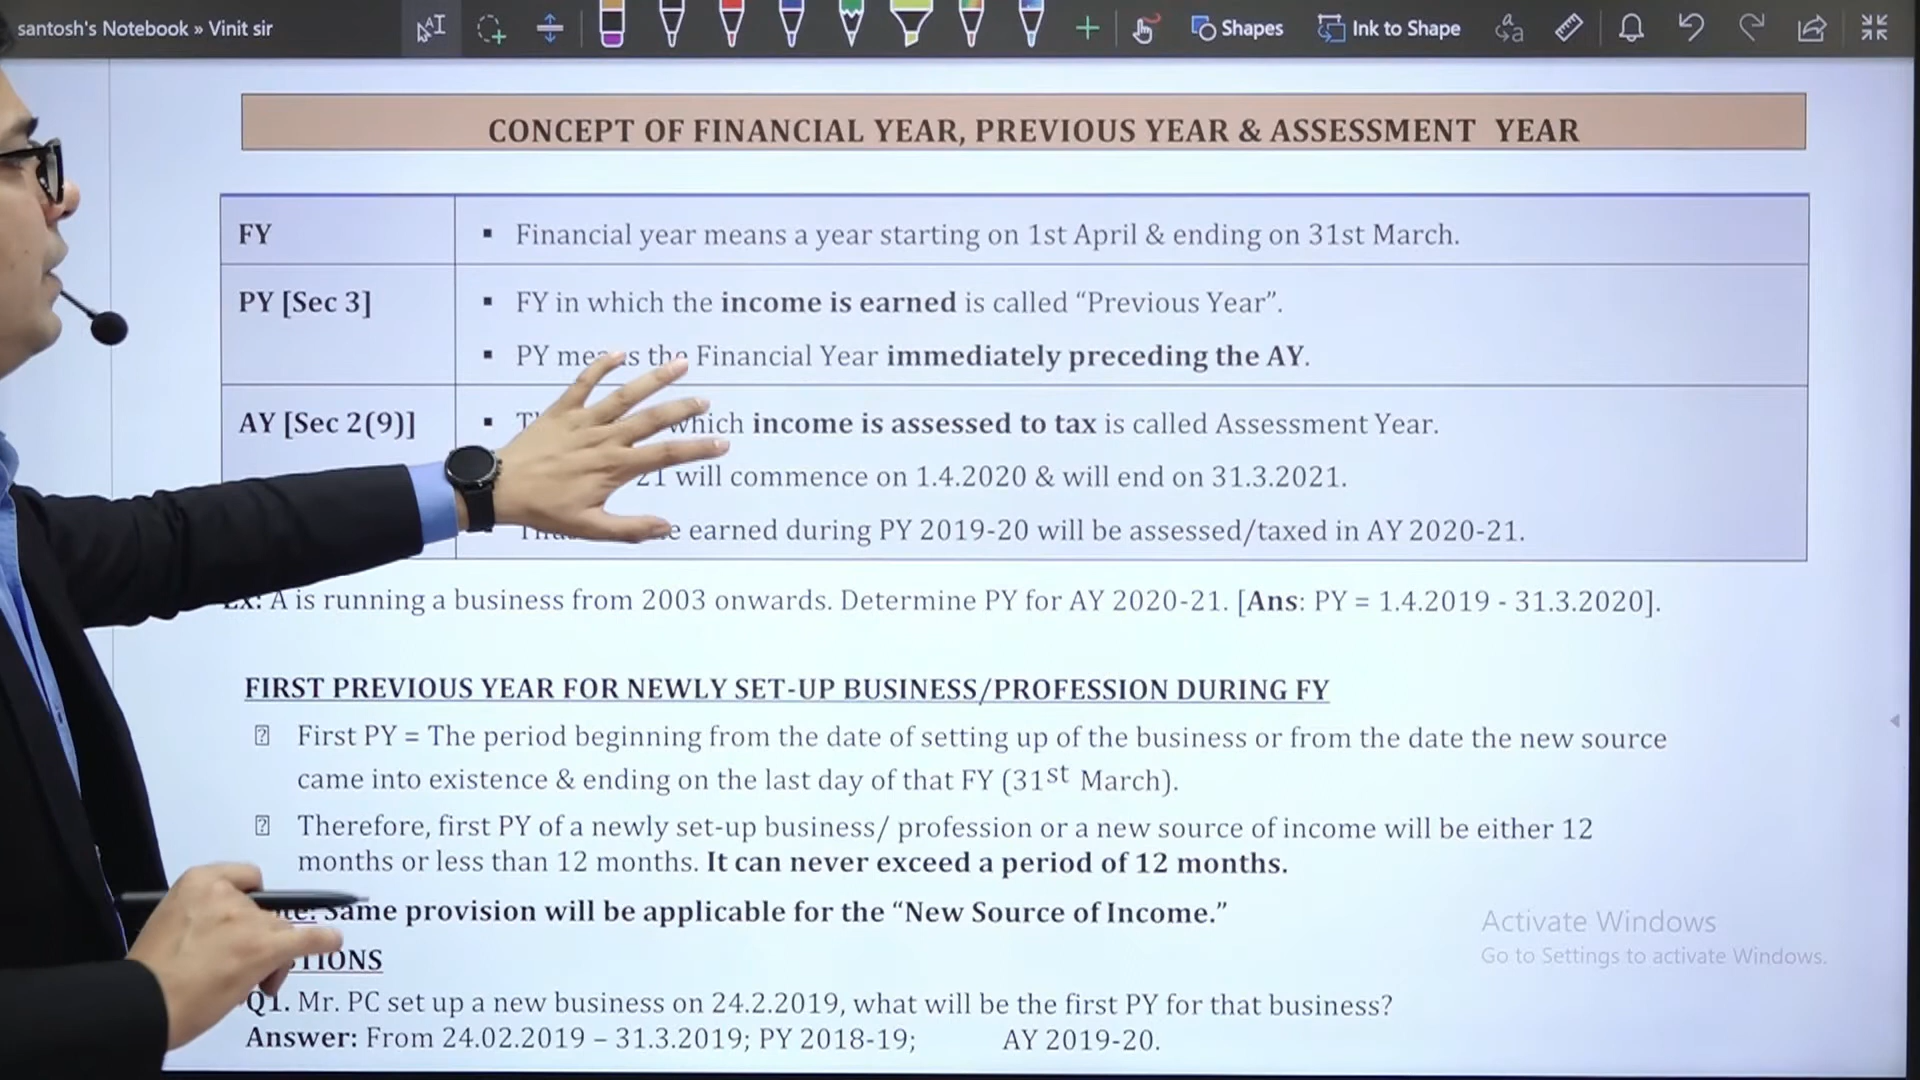 santosh's Notebook » Vinit sir
Shapes
Ink to Shape
CONCEPT OF FINANCIAL YEAR, PREVIOUS YEAR & ASSESSMENT YEAR
FY
▪ Financial year means a year starting on 1st April & ending on 31st March.
PY [Sec 3]
▪ FY in which the income is earned is called “Previous Year”.
▪ PY means the Financial Year immediately preceding the AY.
AY [Sec 2(9)]
▪ which income is assessed to tax is called Assessment Year.
21 will commence on 1.4.2020 & will end on 31.3.2021.
earned during PY 2019-20 will be assessed/taxed in AY 2020-21.
Ex: A is running a business from 2003 onwards. Determine PY for AY 2020-21. [Ans: PY = 1.4.2019 - 31.3.2020].
FIRST PREVIOUS YEAR FOR NEWLY SET-UP BUSINESS/PROFESSION DURING FY
First PY = The period beginning from the date of setting up of the business or from the date the new source
came into existence & ending on the last day of that FY (31st March).
Therefore, first PY of a newly set-up business/ profession or a new source of income will be either 12
months or less than 12 months. It can never exceed a period of 12 months.
Same provision will be applicable for the “New Source of Income.”
Activate Windows
Go to Settings to activate Windows.
Q1. Mr. PC set up a new business on 24.2.2019, what will be the first PY for that business?
Answer: From 24.02.2019 – 31.3.2019; PY 2018-19; AY 2019-20.